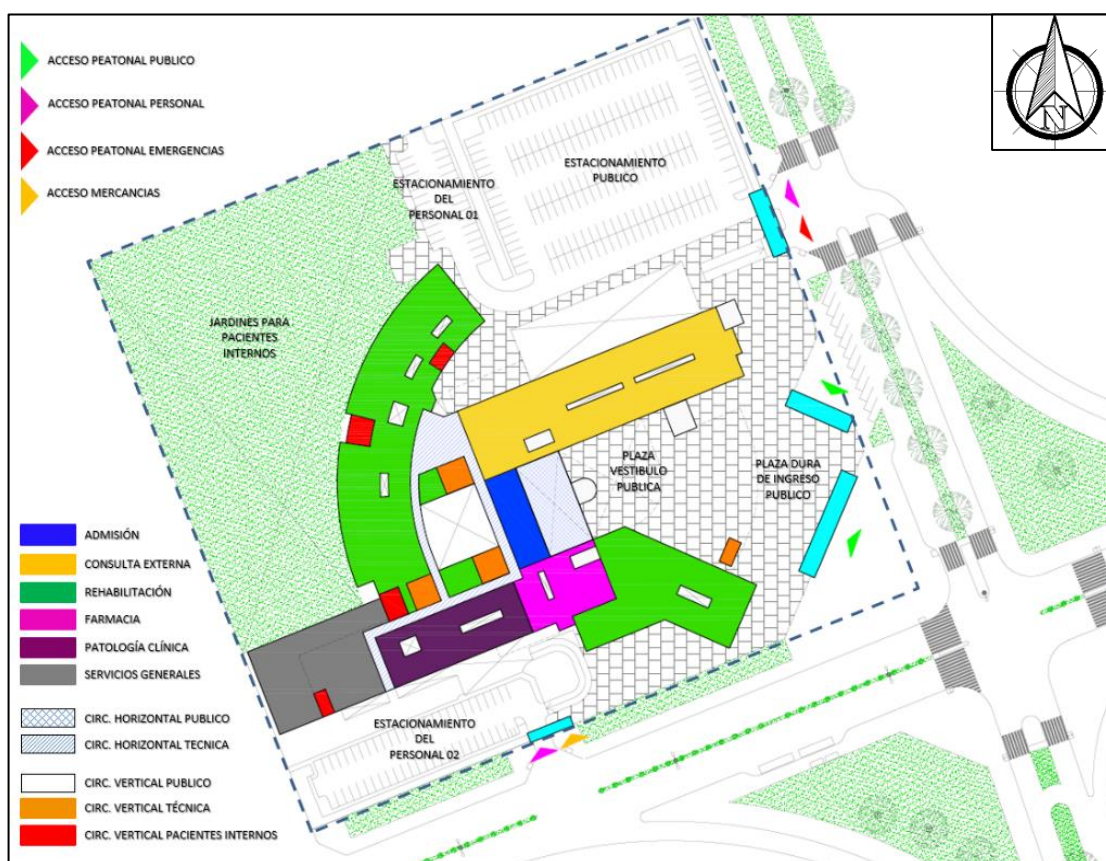 ACCESO PEATONAL PUBLICO
ACCESO PEATONAL PERSONAL
ACCESO PEATONAL EMERGENCIAS
ACCESO MERCANCIAS
N
ESTACIONAMIENTO
PUBLICO
ESTACIONAMIENTO
DEL
PERSONAL 01
JARDINES PARA
PACIENTES
INTERNOS
PLAZA
VESTIBULO
PUBLICA
PLAZA DURA
DE INGRESO
PUBLICO
ESTACIONAMIENTO
DEL
PERSONAL 02
ADMISIÓN
CONSULTA EXTERNA
REHABILITACIÓN
FARMACIA
PATOLOGÍA CLÍNICA
SERVICIOS GENERALES
CIRC. HORIZONTAL PUBLICO
CIRC. HORIZONTAL TECNICA
CIRC. VERTICAL PUBLICO
CIRC. VERTICAL TÉCNICA
CIRC. VERTICAL PACIENTES INTERNOS